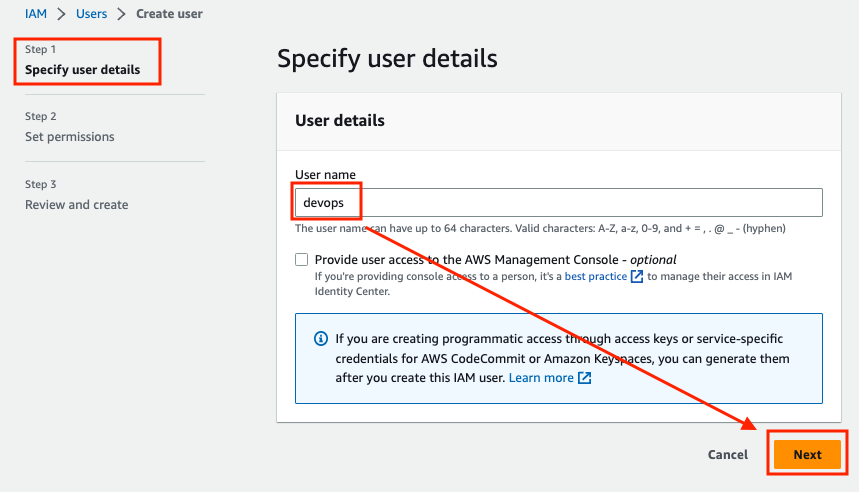 IAM > Users > Create user
Step 1
Specify user details
Step 2
Set permissions
Step 3
Review and create
Specify user details
User details
User name
devops
The user name can have up to 64 characters. Valid characters: A-Z, a-z, 0-9, and + = , . @ _ - (hyphen)
Provide user access to the AWS Management Console - optional
If you're providing console access to a person, it's a best practice to manage their access in IAM
Identity Center.
If you are creating programmatic access through access keys or service-specific
credentials for AWS CodeCommit or Amazon Keyspaces, you can generate them
after you create this IAM user. Learn more
Cancel
Next